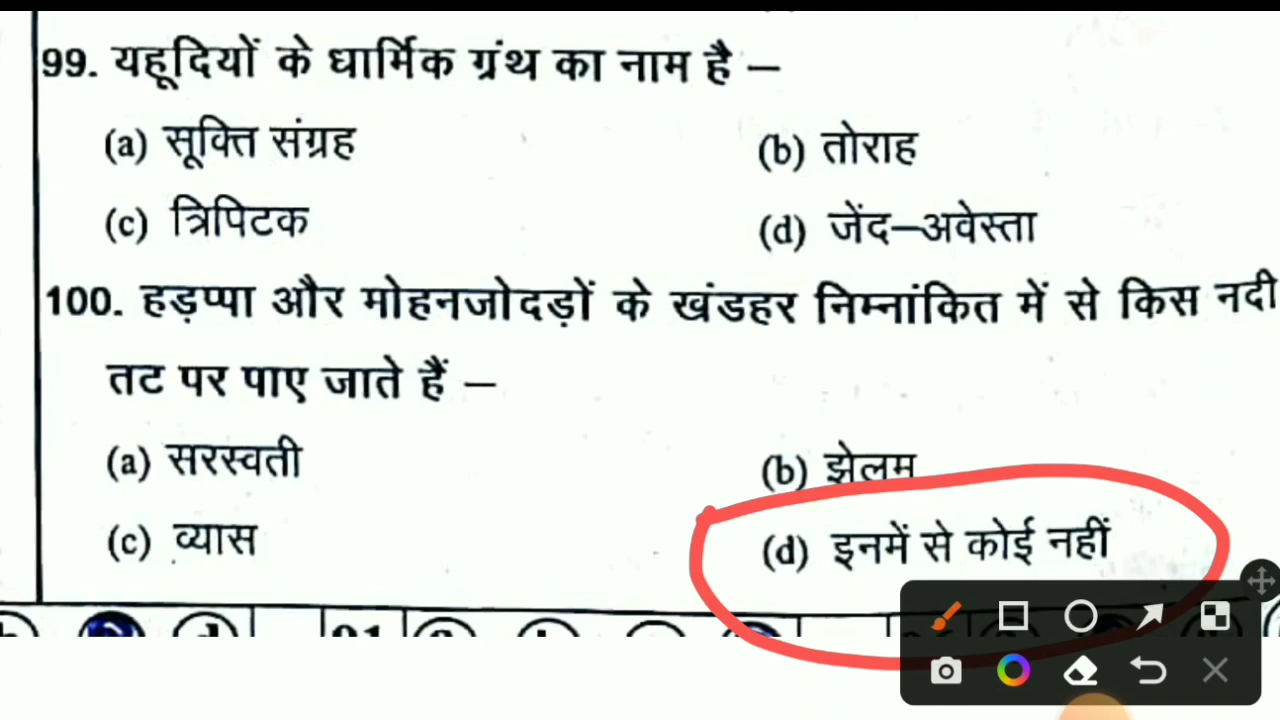 99. यहूदियों के धार्मिक ग्रंथ का नाम है –
(a) सूक्ति संग्रह (b) तोराह
(c) त्रिपिटक (d) जेंद–अवेस्ता
100. हड़प्पा और मोहनजोदड़ों के खंडहर निम्नांकित में से किस नदी
तट पर पाए जाते हैं –
(a) सरस्वती (b) झेलम
(c) व्यास (d) इनमें से कोई नहीं